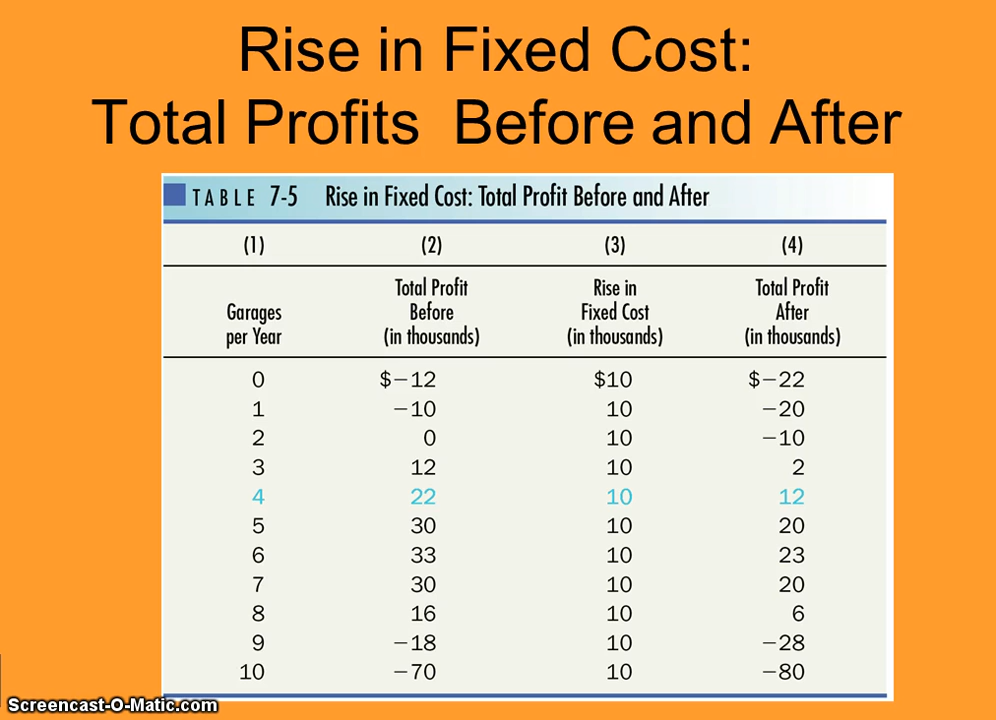 Rise in Fixed Cost:
Total Profits Before and After
TABLE 7-5 Rise in Fixed Cost: Total Profit Before and After
(1) (2) (3) (4)
Total Profit Rise in Total Profit
Garages Before Fixed Cost After
per Year (in thousands) (in thousands) (in thousands)
0 $−12 $10 $−22
1 −10 10 −20
2 0 10 −10
3 12 10 2
4 22 10 12
5 30 10 20
6 33 10 23
7 30 10 20
8 16 10 6
9 −18 10 −28
10 −70 10 −80
Screencast-O-Matic.com